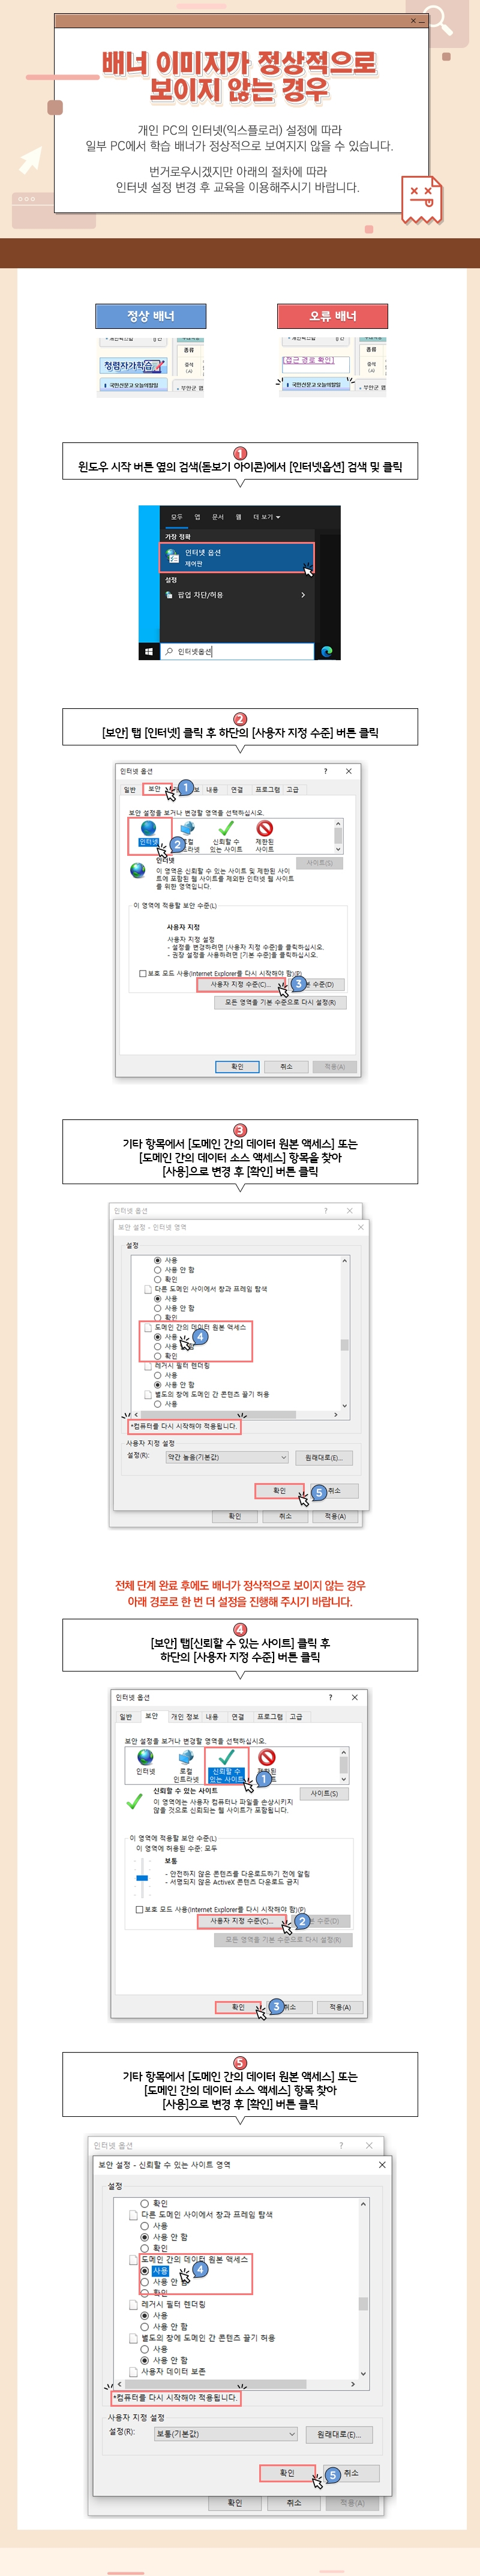 배너 이미지가 정상적으로
보이지 않는 경우
개인 PC의 인터넷(익스플로러) 설정에 따라
일부 PC에서 학습 배너가 정상적으로 보여지지 않을 수 있습니다.
번거로우시겠지만 아래의 절차에 따라
인터넷 설정 변경 후 교육을 이용해주시기 바랍니다.
정상 배너
오류 배너
종류
청렴자가학습
국민신문고 오늘의할일
종류
[접근 경로 확인]
국민신문고 오늘의할일
1
윈도우 시작 버튼 옆의 검색(돋보기 아이콘)에서 [인터넷옵션] 검색 및 클릭
모두 앱 문서 웹 더 보기
가장 정확
인터넷 옵션
제어판
설정
팝업 차단/허용
인터넷옵션
2
[보안] 탭 [인터넷] 클릭 후 하단의 [사용자 지정 수준] 버튼 클릭
인터넷 옵션 ? ×
일반 보안 1 보 내용 연결 프로그램 고급
보안 설정을 보거나 변경할 영역을 선택하십시오.
인터넷 2 신뢰할 수 있는 사이트 제한된 사이트
인터넷
사이트(S)
이 영역은 신뢰할 수 있는 사이트 및 제한된 사이
트에 포함된 웹 사이트를 제외한 인터넷 웹 사이트
를 위한 영역입니다.
이 영역에 적용할 보안 수준(L)
사용자 지정
사용자 지정 설정
- 설정을 변경하려면 [사용자 지정 수준]을 클릭하십시오.
- 권장 설정을 사용하려면 [기본 수준]을 클릭하십시오.
보호 모드 사용(Internet Explorer를 다시 시작해야 함)(P)
사용자 지정 수준(C)... 3 수준(D)
모든 영역을 기본 수준으로 다시 설정(R)
확인 취소 적용(A)
3
기타 항목에서 [도메인 간의 데이터 원본 액세스] 또는
[도메인 간의 데이터 소스 액세스] 항목을 찾아
[사용]으로 변경 후 [확인] 버튼 클릭
인터넷 옵션 ? ×
보안 설정 - 인터넷 영역 ×
설정
사용
사용 안 함
확인
다른 도메인 사이에서 창과 프레임 탐색
사용
사용 안 함
확인
도메인 간의 데이터 원본 액세스
사용 4
사용 함
확인
레거시 필터 렌더링
사용
사용 안 함
별도의 창에 도메인 간 콘텐츠 끌기 허용
사용
*컴퓨터를 다시 시작해야 적용됩니다.
사용자 지정 설정
설정(R): 약간 높음(기본값) 원래대로(E)...
확인 5 취소
확인 취소 적용(A)
전체 단계 완료 후에도 배너가 정삭적으로 보이지 않는 경우
아래 경로로 한 번 더 설정을 진행해 주시기 바랍니다.
4
[보안] 탭[신뢰할 수 있는 사이트] 클릭 후
하단의 [사용자 지정 수준] 버튼 클릭
인터넷 옵션 ? ×
일반 보안 개인 정보 내용 연결 프로그램 고급
보안 설정을 보거나 변경할 영역을 선택하십시오.
인터넷 로컬 인트라넷 신뢰할 수 있는 사이트 1
신뢰할 수 있는 사이트
사이트(S)
이 영역에는 사용자 컴퓨터나 파일을 손상시키지
않을 것으로 신뢰되는 웹 사이트가 포함됩니다.
이 영역에 적용할 보안 수준(L)
이 영역에 허용된 수준: 모두
보통
- 안전하지 않은 콘텐츠를 다운로드하기 전에 알림
- 서명되지 않은 ActiveX 콘텐츠 다운로드 금지
보호 모드 사용(Internet Explorer를 다시 시작해야 함)(P)
사용자 지정 수준(C)... 2 수준(D)
모든 영역을 기본 수준으로 다시 설정(R)
확인 3 취소 적용(A)
5
기타 항목에서 [도메인 간의 데이터 원본 액세스] 또는
[도메인 간의 데이터 소스 액세스] 항목 찾아
[사용]으로 변경 후 [확인] 버튼 클릭
인터넷 옵션 ? ×
보안 설정 - 신뢰할 수 있는 사이트 영역 ×
설정
확인
다른 도메인 사이에서 창과 프레임 탐색
사용
사용 안 함
확인
도메인 간의 데이터 원본 액세스
사용 4
사용 안 함
확인
레거시 필터 렌더링
사용
사용 안 함
별도의 창에 도메인 간 콘텐츠 끌기 허용
사용
사용 안 함
사용자 데이터 보존
*컴퓨터를 다시 시작해야 적용됩니다.
사용자 지정 설정
설정(R): 보통(기본값) 원래대로(E)...
확인 5 취소
확인 취소 적용(A)